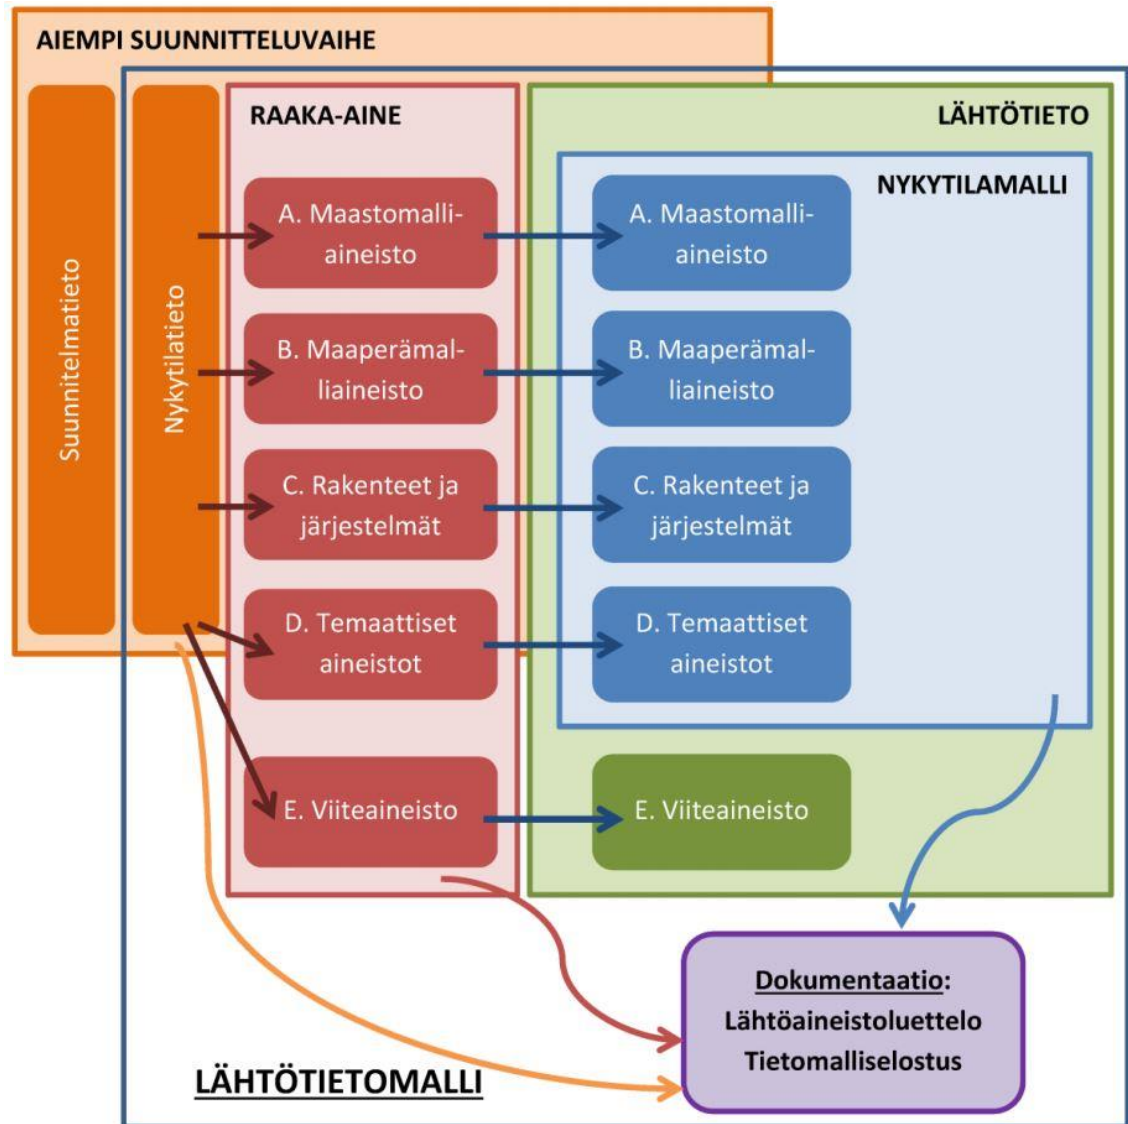 AIEMPI SUUNNITTELUVAIHE
Suunnitelmatieto
Nykytilatieto
RAAKA-AINE
A. Maastomalli-
aineisto
B. Maaperämal-
liaineisto
C. Rakenteet ja
järjestelmät
D. Temaattiset
aineistot
E. Viiteaineisto
LÄHTÖTIETO
NYKYTILAMALLI
A. Maastomalli-
aineisto
B. Maaperämal-
liaineisto
C. Rakenteet ja
järjestelmät
D. Temaattiset
aineistot
E. Viiteaineisto
Dokumentaatio:
Lähtöaineistoluettelo
Tietomalliselostus
LÄHTÖTIETOMALLI